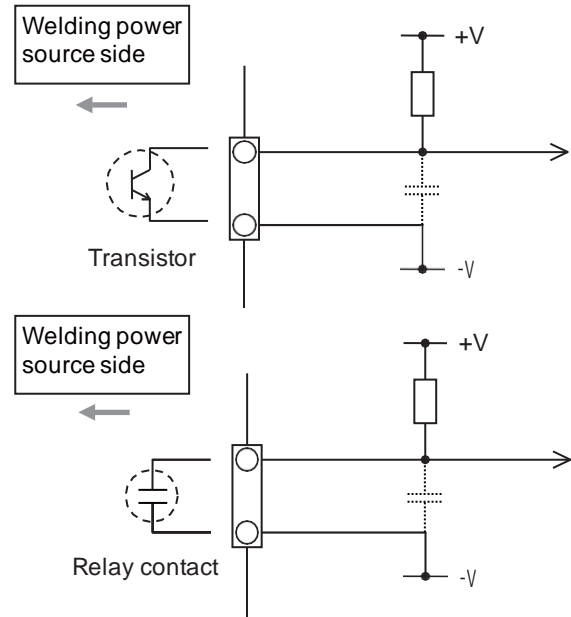 Welding power
source side
+V
Transistor
-V
Welding power
source side
+V
Relay contact
-V